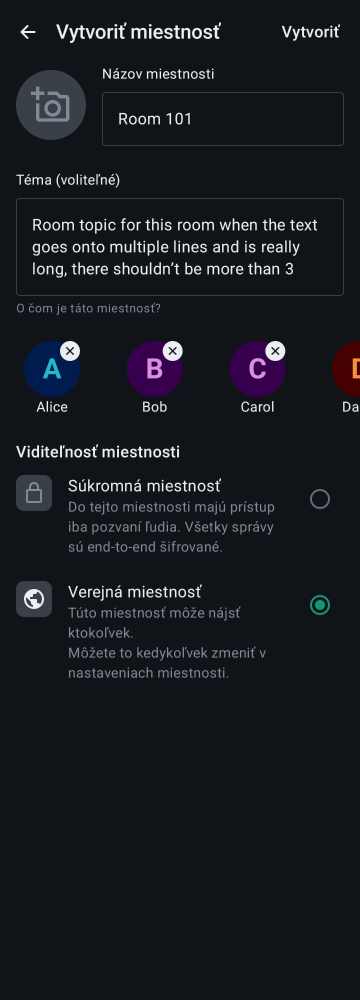 Vytvoriť miestnosť
Vytvoriť
Názov miestnosti
Room 101
Téma (voliteľné)
Room topic for this room when the text
goes onto multiple lines and is really
long, there shouldn’t be more than 3
O čom je táto miestnosť?
A
B
C
Alice
Bob
Carol
Viditeľnosť miestnosti
Súkromná miestnosť
Do tejto miestnosti majú prístup
iba pozvaní ľudia. Všetky správy
sú end-to-end šifrované.
Verejná miestnosť
Túto miestnosť môže nájsť
ktokoľvek.
Môžete to kedykoľvek zmeniť v
nastaveniach miestnosti.